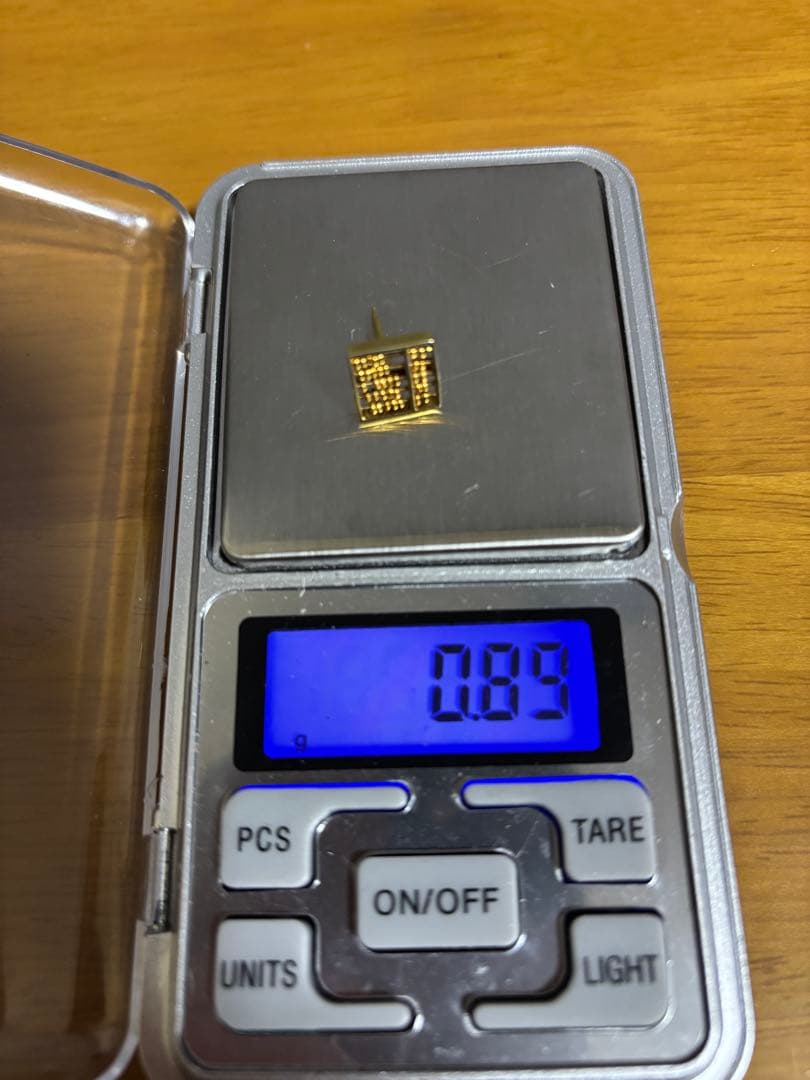 0.89
g
PCS
TARE
ON/OFF
UNITS
LIGHT